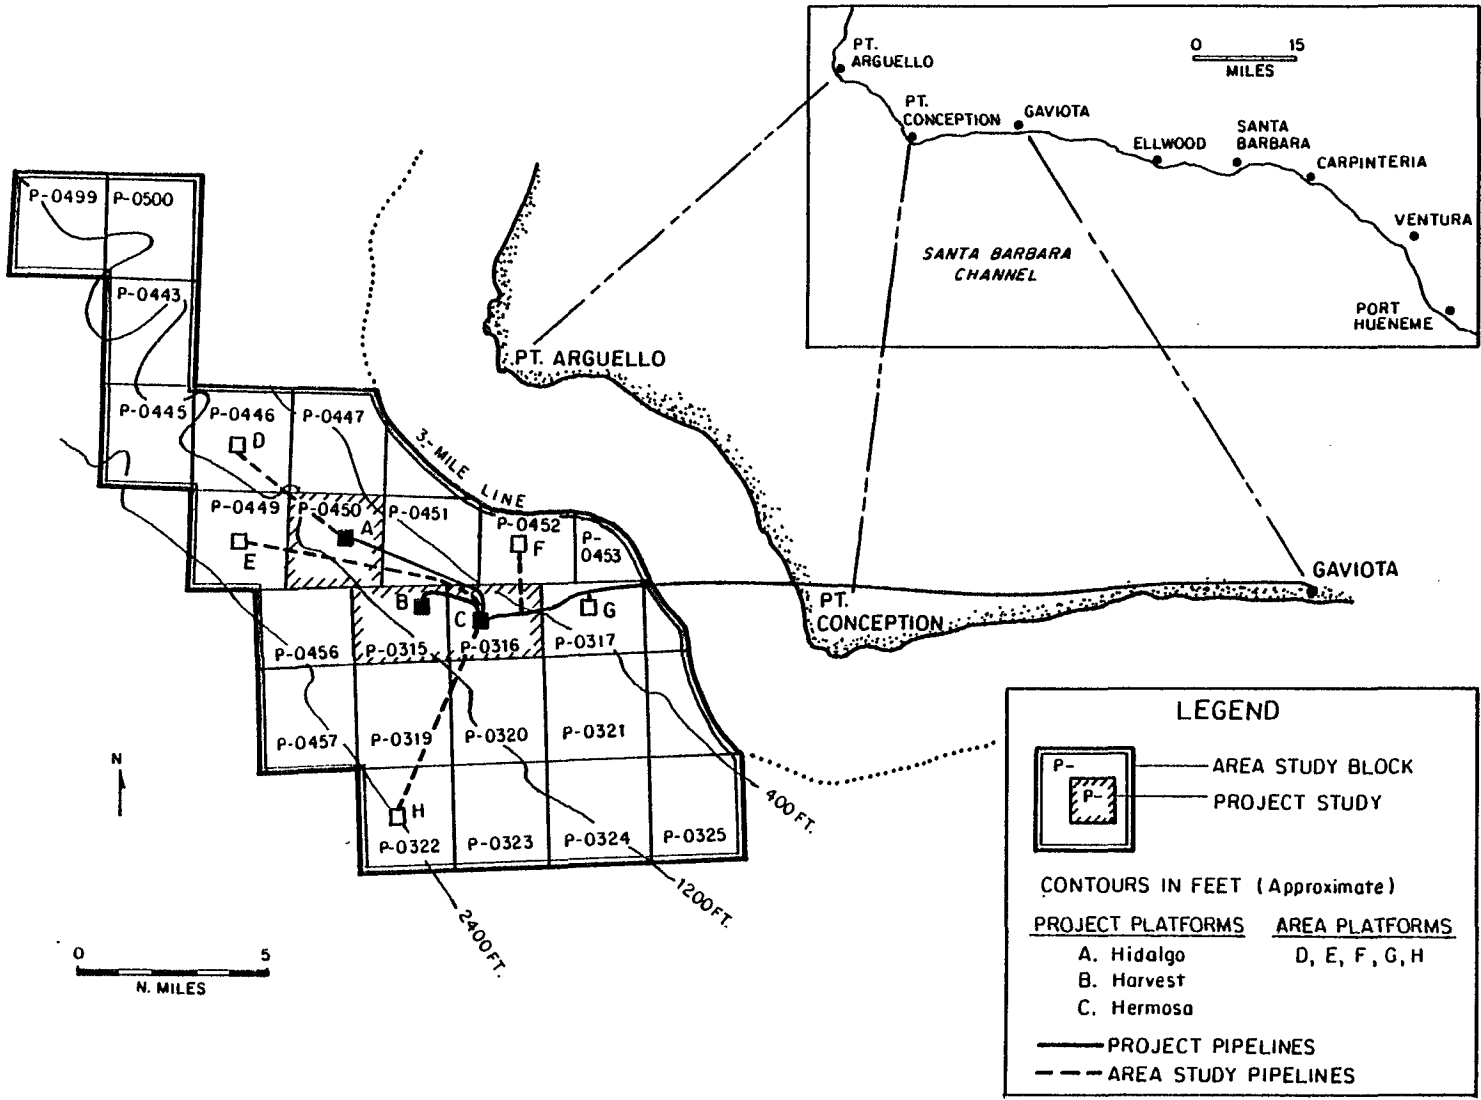 0 15
MILES
PT.
ARGUELLO
PT.
CONCEPTION
GAVIOTA
ELLWOOD
SANTA
BARBARA
CARPINTERIA
VENTURA
PORT
HUENEME
SANTA BARBARA
CHANNEL
P-0499
P-0500
P-0443
P-0445
P-0446
P-0447
D
3-MILE LINE
P-0449
P-0450
P-0451
P-0452
P-
0453
A
E
F
B
C
G
P-0456
P-0315
P-0316
P-0317
P-0457
P-0319
P-0320
P-0321
H
P-0322
P-0323
P-0324
P-0325
400 FT.
1200 FT.
2400 FT.
PT. ARGUELLO
PT.
CONCEPTION
GAVIOTA
N
0 5
N. MILES
LEGEND
P-
P-
AREA STUDY BLOCK
PROJECT STUDY
CONTOURS IN FEET (Approximate)
PROJECT PLATFORMS
A. Hidalgo
B. Harvest
C. Hermosa
AREA PLATFORMS
D, E, F, G, H
PROJECT PIPELINES
AREA STUDY PIPELINES